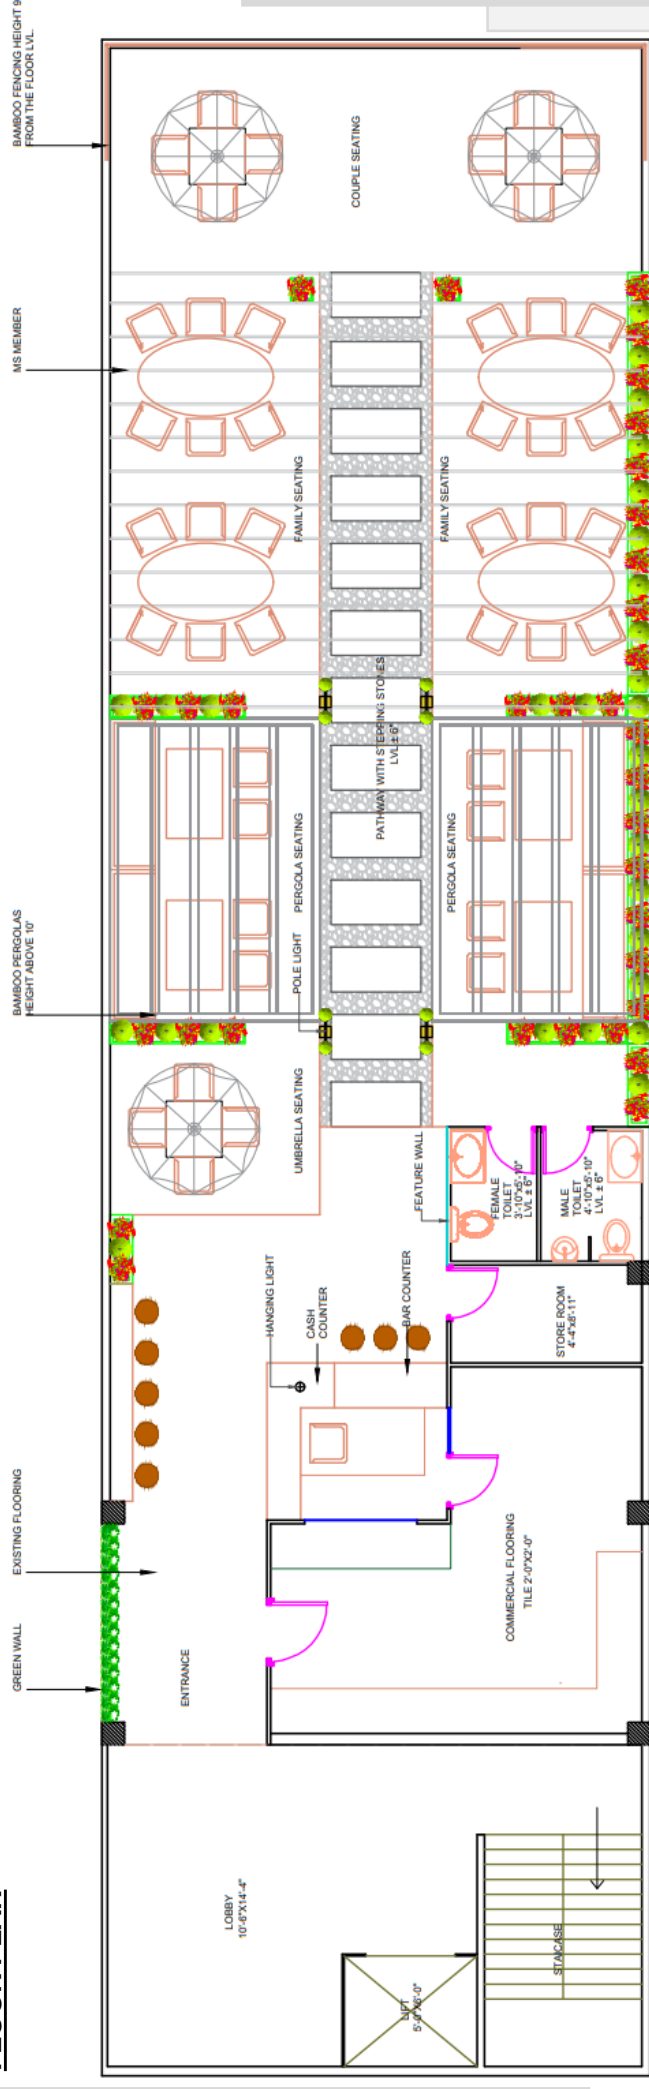 BAMBOO FENCING HEIGHT 9
FROM THE FLOOR LVL.
COUPLE SEATING
MS MEMBER
FAMILY SEATING
FAMILY SEATING
PATHWAY WITH STEPPING STONES
LVL ± 6"
BAMBOO PERGOLAS
HEIGHT ABOVE 10'
PERGOLA SEATING
PERGOLA SEATING
POLE LIGHT
UMBRELLA SEATING
FEATURE WALL
FEMALE
TOILET
3'-10"x5'-10"
LVL ± 6"
MALE
TOILET
4'-10"x5'-10"
LVL ± 6"
HANGING LIGHT
CASH
COUNTER
BAR COUNTER
STORE ROOM
4'-4"x8'-11"
EXISTING FLOORING
COMMERCIAL FLOORING
TILE 2'-0"X2'-0"
GREEN WALL
ENTRANCE
LOBBY
10'-6"X14'-4"
LIFT
STAICASE